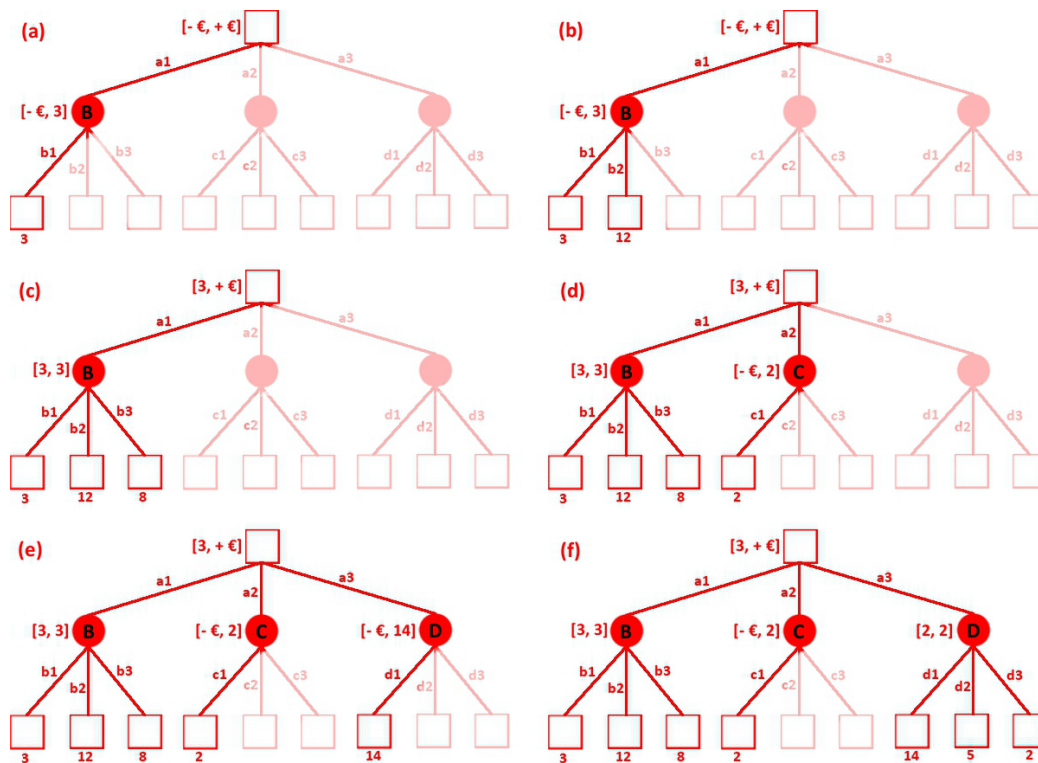 (a)
[- €, + €]
a1
a2
a3
[- €, 3]
B
b1
b2
b3
c1
c2
c3
d1
d2
d3
3
(b)
[- €, + €]
a1
a2
a3
[- €, 3]
B
b1
b2
b3
c1
c2
c3
d1
d2
d3
3
12
(c)
[3, + €]
a1
a2
a3
[3, 3]
B
b1
b2
b3
c1
c2
c3
d1
d2
d3
3
12
8
(d)
[3, + €]
a1
a2
a3
[3, 3]
B
[- €, 2]
C
b1
b2
b3
c1
c2
c3
d1
d2
d3
3
12
8
2
(e)
[3, + €]
a1
a2
a3
[3, 3]
B
[- €, 2]
C
[- €, 14]
D
b1
b2
b3
c1
c2
c3
d1
d2
d3
3
12
8
2
14
(f)
[3, + €]
a1
a2
a3
[3, 3]
B
[- €, 2]
C
[2, 2]
D
b1
b2
b3
c1
c2
c3
d1
d2
d3
3
12
8
2
14
5
2